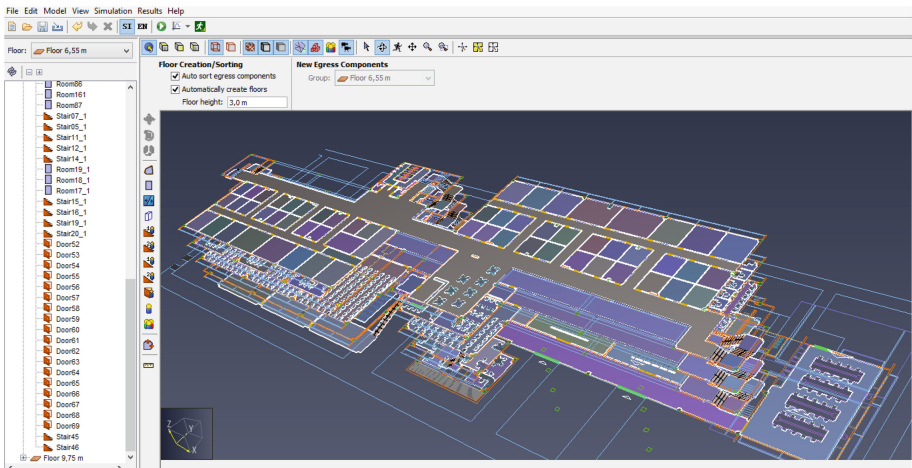 File Edit Model View Simulation Results Help
SI EN
Floor: Floor 6,55 m
Floor Creation/Sorting
Auto sort egress components
Automatically create floors
Floor height: 3,0 m
New Egress Components
Group: Floor 6,55 m
Room86
Room161
Room87
Stair07_1
Stair05_1
Stair11_1
Stair12_1
Stair14_1
Room19_1
Room18_1
Room17_1
Stair15_1
Stair16_1
Stair19_1
Stair20_1
Door52
Door53
Door54
Door55
Door56
Door57
Door58
Door59
Door60
Door61
Door62
Door63
Door64
Door65
Door66
Door67
Door68
Door69
Stair45
Stair46
Floor 9,75 m
Z Y
X